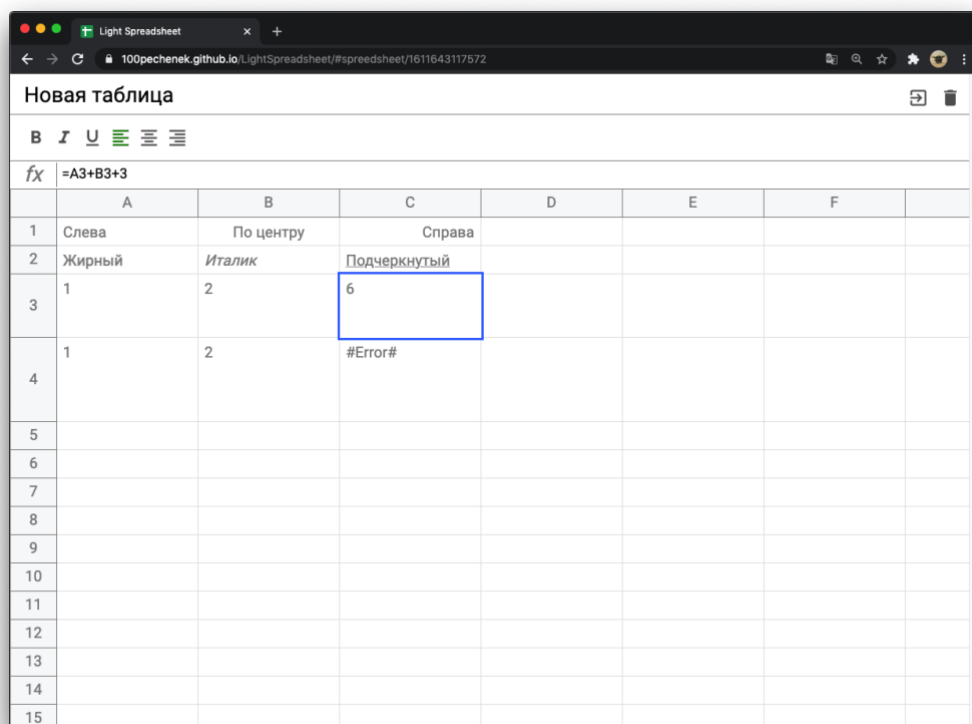 Light Spreadsheet
100pechenek.github.io/LightSpreadsheet/#spreedsheet/1611643117572
Новая таблица
B I U
fx =A3+B3+3
A B C D E F
1 Слева По центру Справа
2 Жирный Италик Подчеркнутый
3 1 2 6
4 1 2 #Error#
5
6
7
8
9
10
11
12
13
14
15